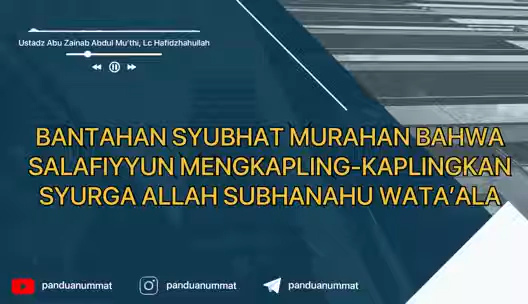 Ustadz Abu Zainab Abdul Mu'thi, Lc Hafidzhahullah
BANTAHAN SYUBHAT MURAHAN BAHWA
SALAFIYYUN MENGKAPLING-KAPLINGKAN
SYURGA ALLAH SUBHANAHU WATA'ALA
panduanummat panduanummat panduanummat